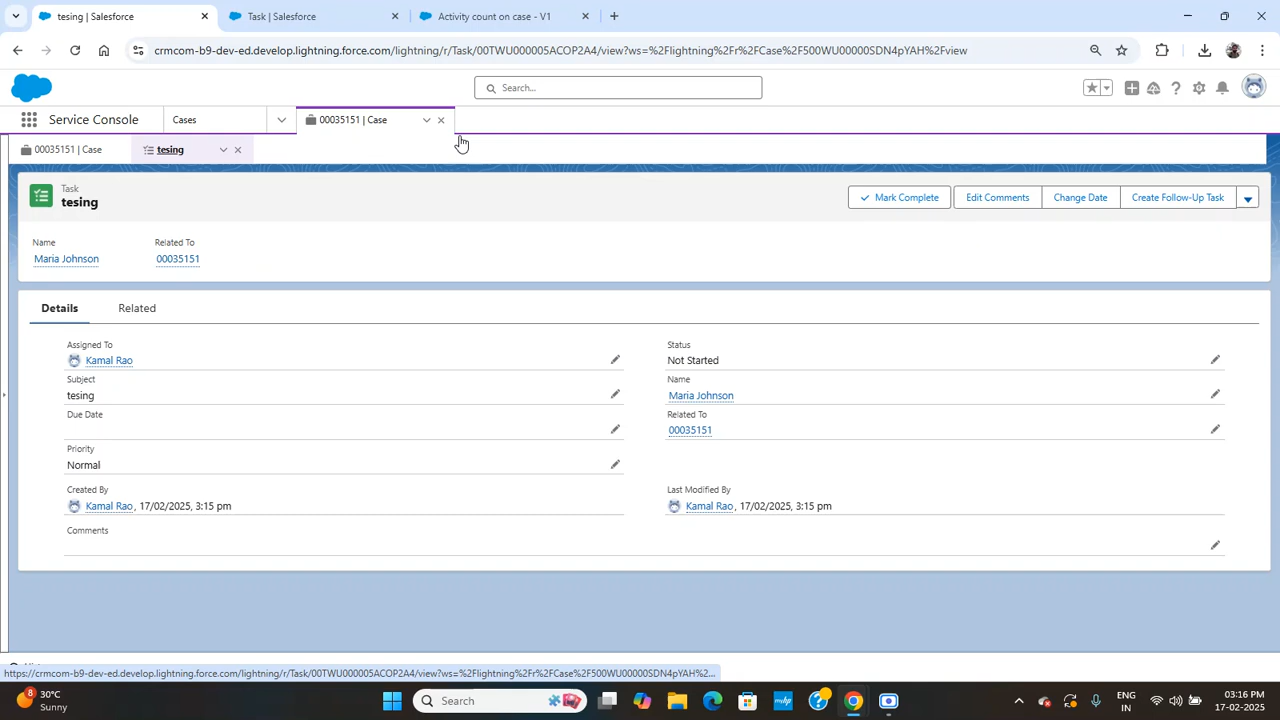 tesing | Salesforce
Task | Salesforce
Activity count on case - V1
crmcom-b9-dev-ed.develop.lightning.force.com/lightning/r/Task/00TWU000005ACOP2A4/view?ws=%2Flightning%2Fr%2FCase%2F500WU00000SDN4pYAH%2Fview
Search...
Service Console
Cases
00035151 | Case
00035151 | Case
tesing
Task
tesing
Mark Complete
Edit Comments
Change Date
Create Follow-Up Task
Name
Related To
Maria Johnson
00035151
Details
Related
Assigned To
Status
Kamal Rao
Not Started
Subject
Name
tesing
Maria Johnson
Due Date
Related To
00035151
Priority
Normal
Created By
Last Modified By
Kamal Rao, 17/02/2025, 3:15 pm
Kamal Rao, 17/02/2025, 3:15 pm
Comments
https://crmcom-b9-dev-ed.develop.lightning.force.com/lightning/r/Task/00TWU000005ACOP2A4/view?ws=%2Flightning%2Fr%2FCase%2F500WU00000SDN4pYAH%2...
30°C
Sunny
Search
ENG
IN
03:16 PM
17-02-2025